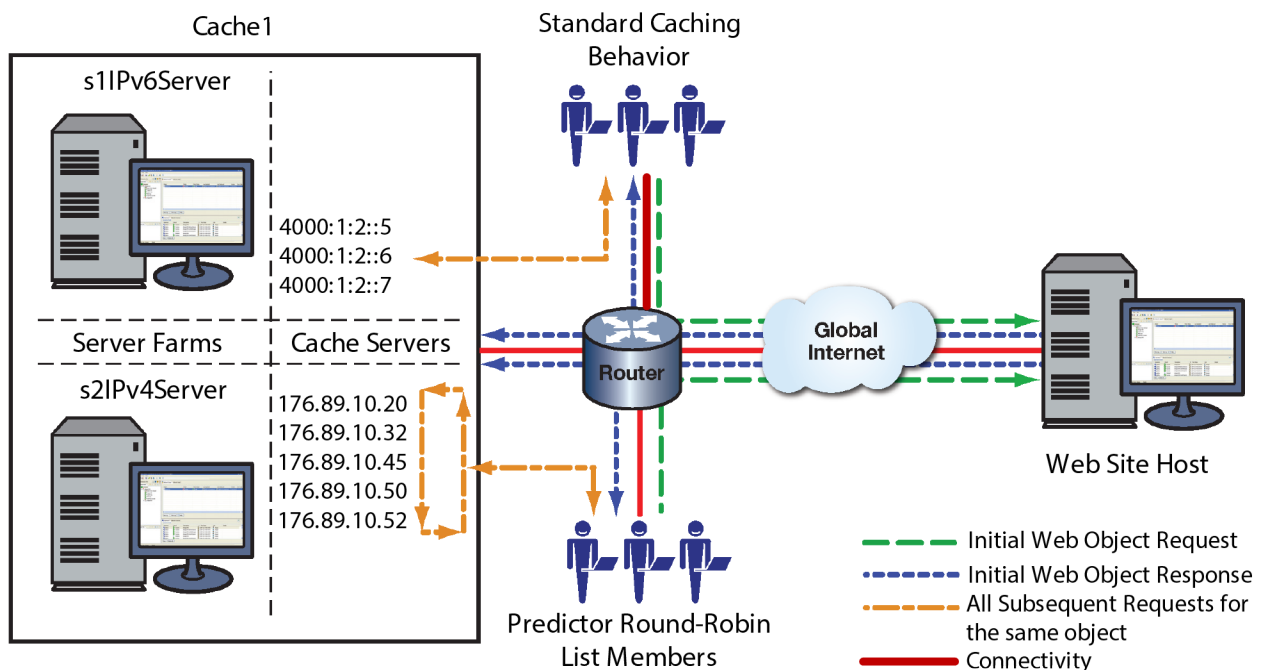 Cache1
s1IPv6Server
4000:1:2::5
4000:1:2::6
4000:1:2::7
Server Farms
Cache Servers
s2IPv4Server
176.89.10.20
176.89.10.32
176.89.10.45
176.89.10.50
176.89.10.52
Standard Caching
Behavior
Router
Global
Internet
Web Site Host
Predictor Round-Robin
List Members
Initial Web Object Request
Initial Web Object Response
All Subsequent Requests for
the same object
Connectivity